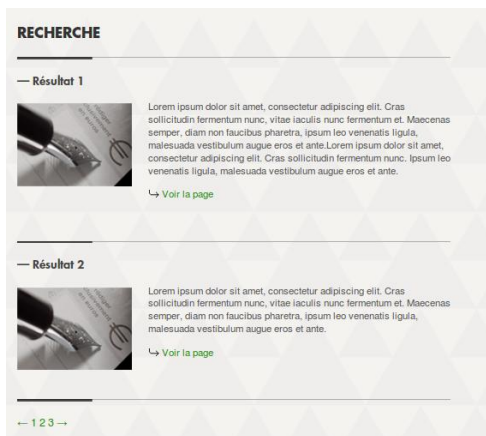 RECHERCHE
— Résultat 1
Lorem ipsum dolor sit amet, consectetur adipiscing elit. Cras
sollicitudin fermentum nunc, vitae iaculis nunc fermentum et. Maecenas
semper, diam non faucibus pharetra, ipsum leo venenatis ligula,
malesuada vestibulum augue eros et ante.Lorem ipsum dolor sit amet,
consectetur adipiscing elit. Cras sollicitudin fermentum nunc. Ipsum leo
venenatis ligula, malesuada vestibulum augue eros et ante.
↳ Voir la page
— Résultat 2
Lorem ipsum dolor sit amet, consectetur adipiscing elit. Cras
sollicitudin fermentum nunc, vitae iaculis nunc fermentum et. Maecenas
semper, diam non faucibus pharetra, ipsum leo venenatis ligula,
malesuada vestibulum augue eros et ante.
↳ Voir la page
← 1 2 3 →